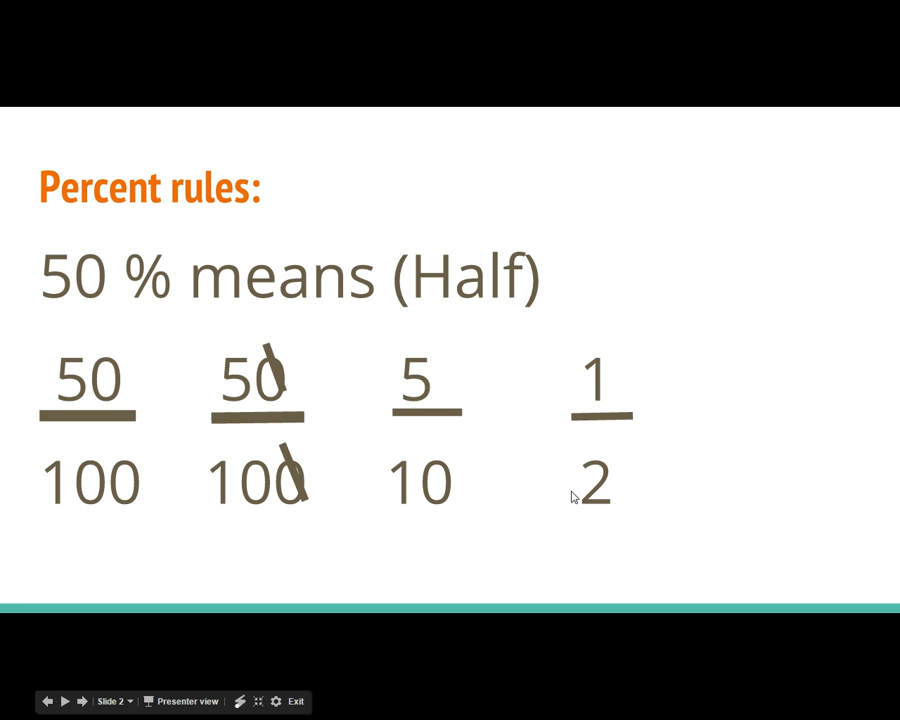 Percent rules:
50 % means (Half)
50 50 5 1
100 100 10 2
Slide 2 Presenter view Exit